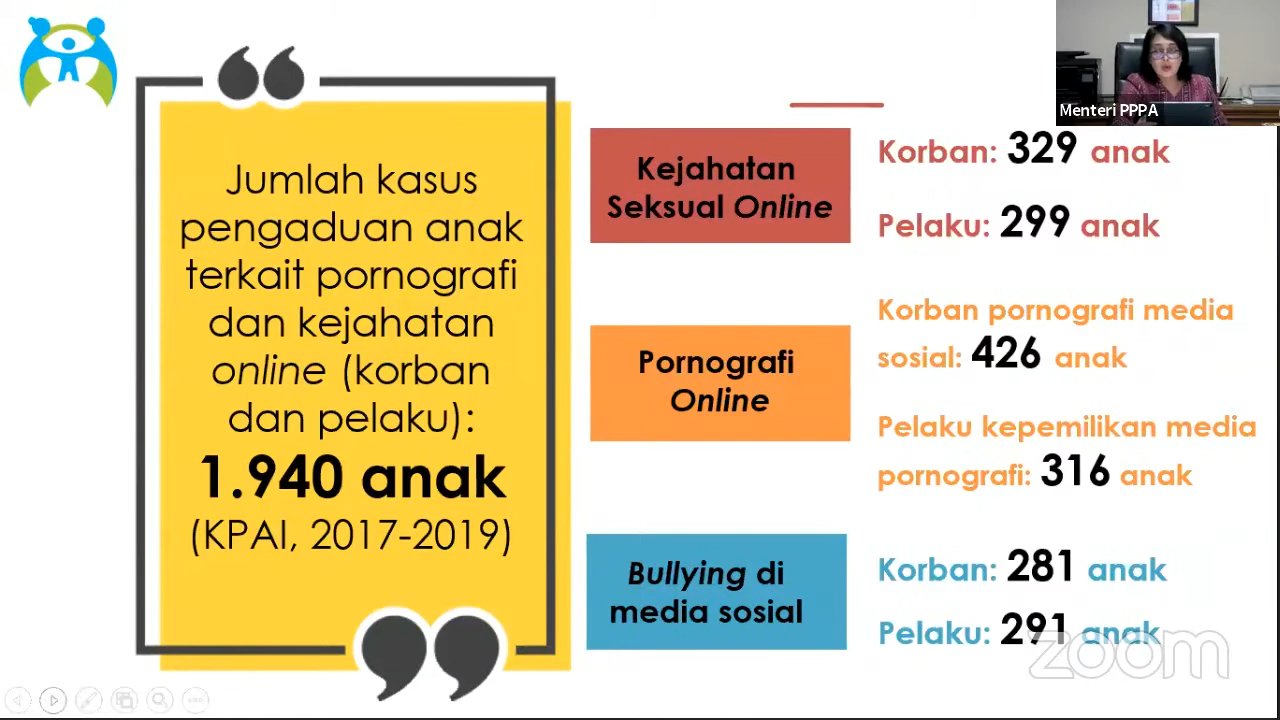 Jumlah kasus
pengaduan anak
terkait pornografi
dan kejahatan
online (korban
dan pelaku):
1.940 anak
(KPAI, 2017-2019)
Kejahatan
Seksual Online
Korban: 329 anak
Pelaku: 299 anak
Pornografi
Online
Korban pornografi media
sosial: 426 anak
Pelaku kepemilikan media
pornografi: 316 anak
Bullying di
media sosial
Korban: 281 anak
Pelaku: 291 anak
Menteri PPPA
zoom